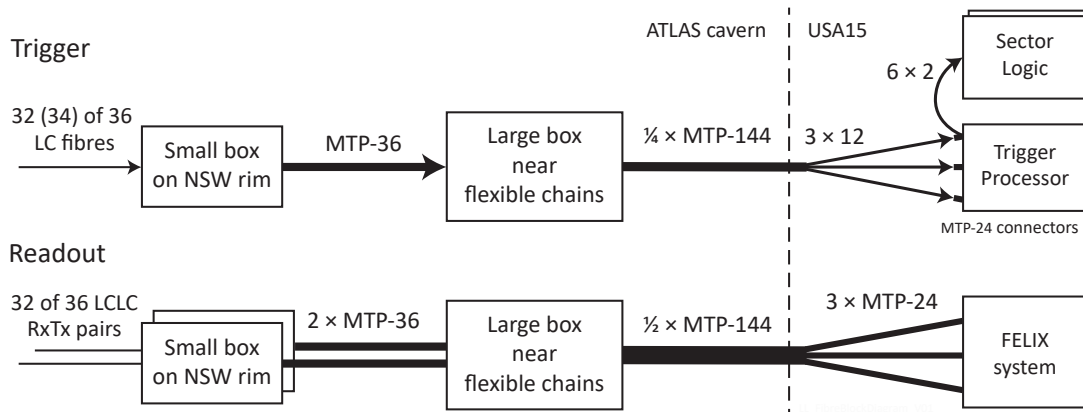 ATLAS cavern
USA15
Trigger
Sector
Logic
6 × 2
32 (34) of 36
LC fibres
Small box
on NSW rim
MTP-36
Large box
near
flexible chains
¼ × MTP-144
3 × 12
Trigger
Processor
MTP-24 connectors
Readout
32 of 36 LCLC
RxTx pairs
Small box
on NSW rim
2 × MTP-36
Large box
near
flexible chains
½ × MTP-144
3 × MTP-24
FELIX
system